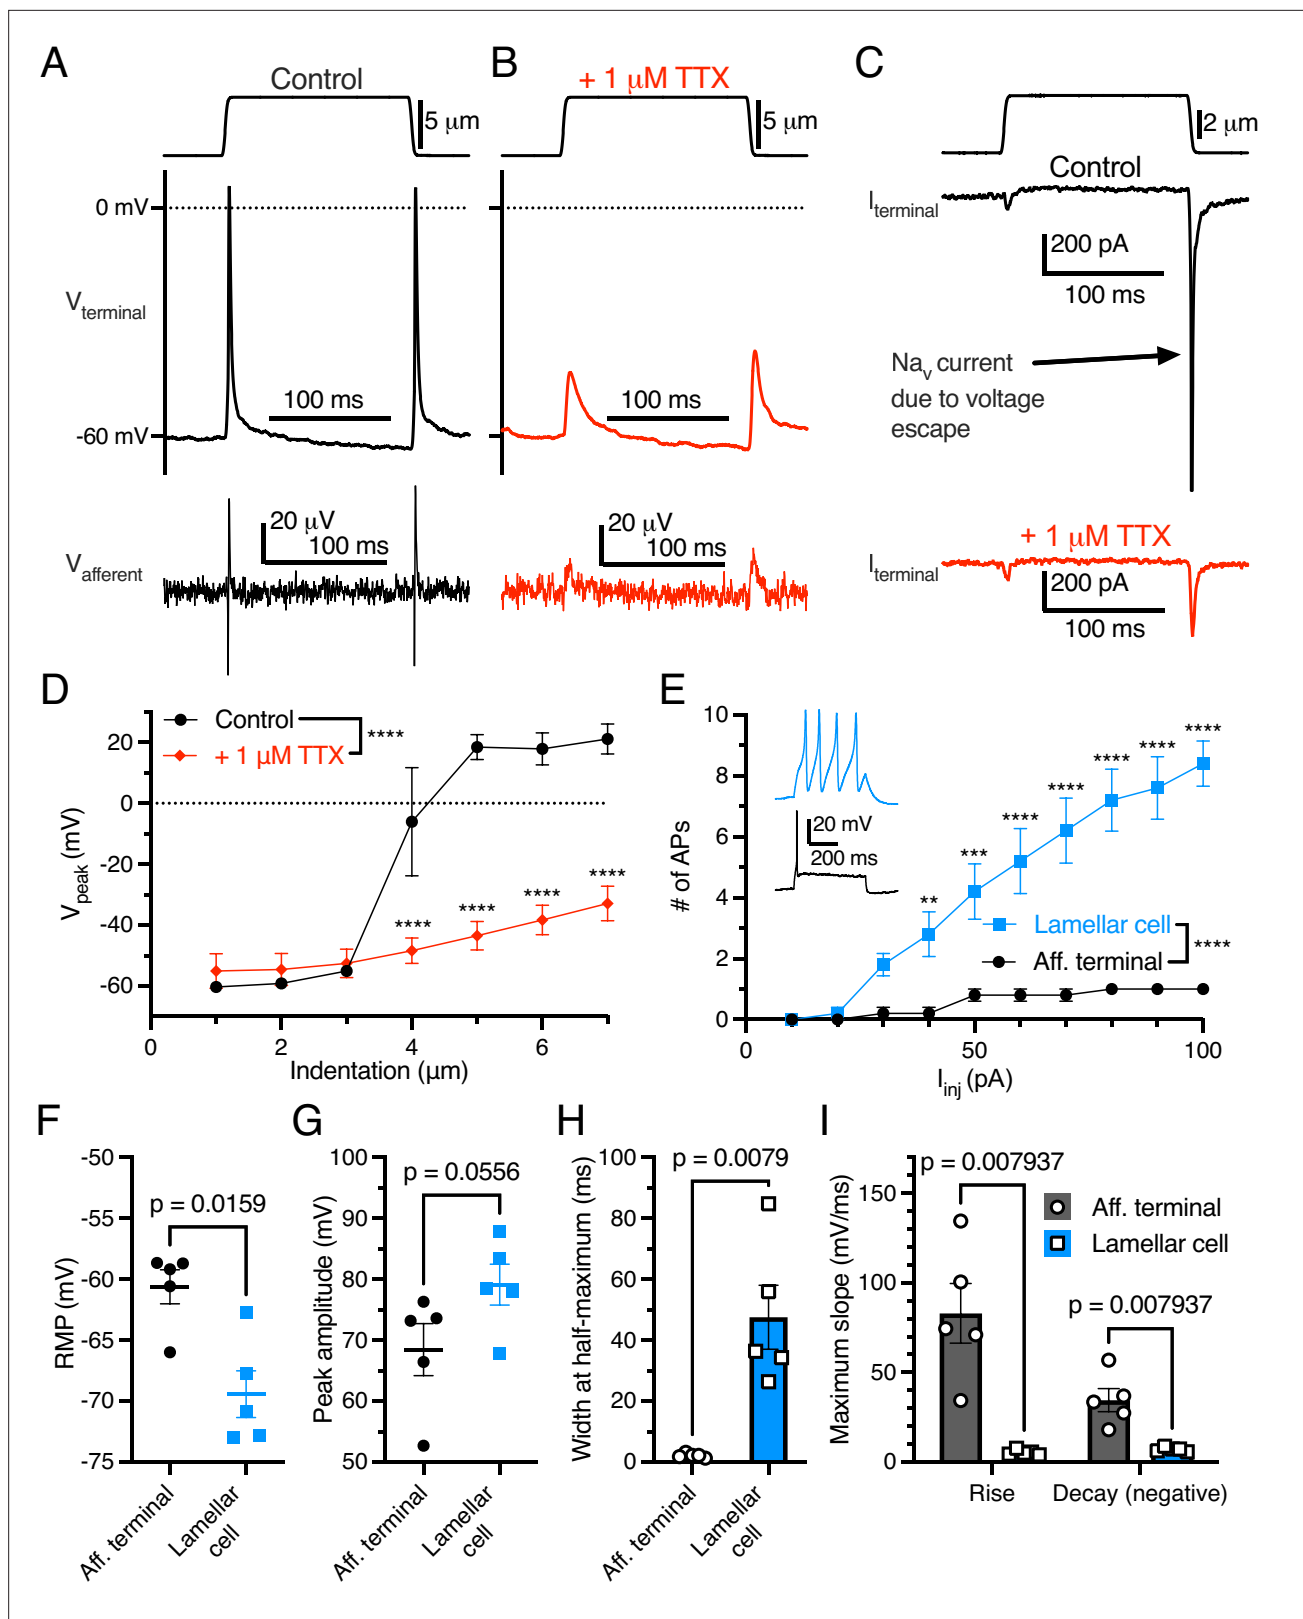 A
B
C
Control
+ 1 μM TTX
5 μm
5 μm
2 μm
Control
0 mV
I terminal
200 pA
100 ms
V terminal
Na v current
due to voltage
escape
100 ms
100 ms
-60 mV
+ 1 μM TTX
20 μV
100 ms
20 μV
100 ms
V afferent
I terminal
200 pA
100 ms
D
E
Control
+ 1 μM TTX
****
20
0
-20
-40
-60
V peak (mV)
****
****
****
****
0
2
4
6
Indentation (μm)
10
8
6
4
2
0
# of APs
20 mV
200 ms
**
***
****
****
****
****
****
Lamellar cell
Aff. terminal
****
0
50
100
I inj (pA)
F
G
H
I
-50
-55
-60
-65
-70
-75
RMP (mV)
p = 0.0159
Aff. terminal
Lamellar
cell
100
90
80
70
60
50
Peak amplitude (mV)
p = 0.0556
Aff. terminal
Lamellar
cell
100
80
60
40
20
0
Width at half-maximum (ms)
p = 0.0079
Aff. terminal
Lamellar
cell
150
100
50
0
Maximum slope (mV/ms)
p = 0.007937
Aff. terminal
Lamellar cell
p = 0.007937
Rise
Decay (negative)